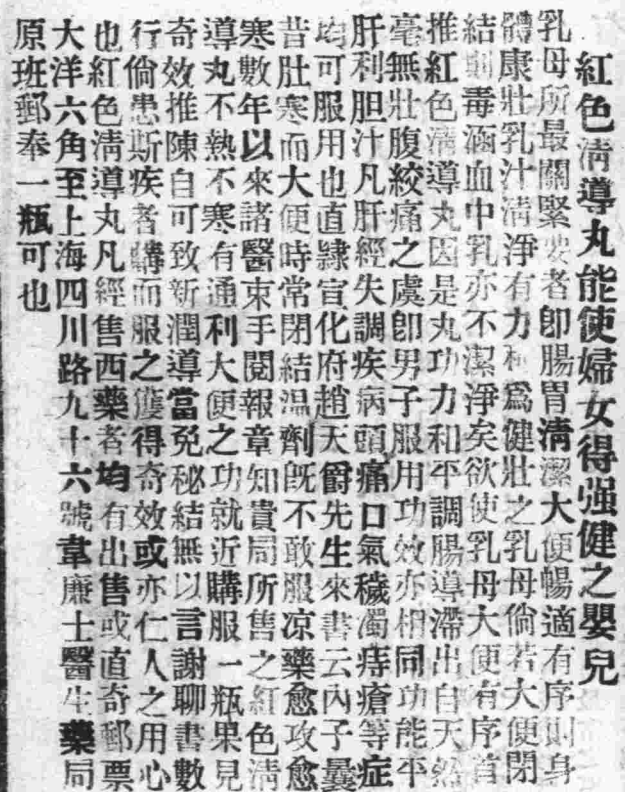 紅色淸導丸能使婦女得强健之嬰兒
乳母所最關緊要者卽腸胃淸潔大便暢適有序則身
體康壯乳汁淸淨有力極爲健壯之乳母倘若大便閉
結則毒涵血中乳亦不潔淨矣欲使乳母大便有序首
推紅色淸導丸因是丸功力和平調腸導滯出自天然
毫無壯腹絞痛之虞卽男子服用功效亦相同功能平
肝利胆汁凡肝經失調疾病頭痛口氣穢濁痔瘡等症
均可服用也直隸宣化府趙天爵先生來書云內子曩
昔肚寒而大便時常閉結温劑旣不敢服凉藥愈攻愈
寒數年以來諸醫束手閱報章知貴局所售之紅色淸
導丸不熱不寒有通利大便之功就近購服一瓶果見
奇效推陳自可致新潤導當免秘結無以言謝聊書數
行倘患斯疾者購而服之獲得奇效或亦仁人之用心
也紅色淸導丸凡經售西藥者均有出售或直奇郵票
大洋六角至上海四川路九十六號韋廉士醫生藥局
原班郵奉一瓶可也